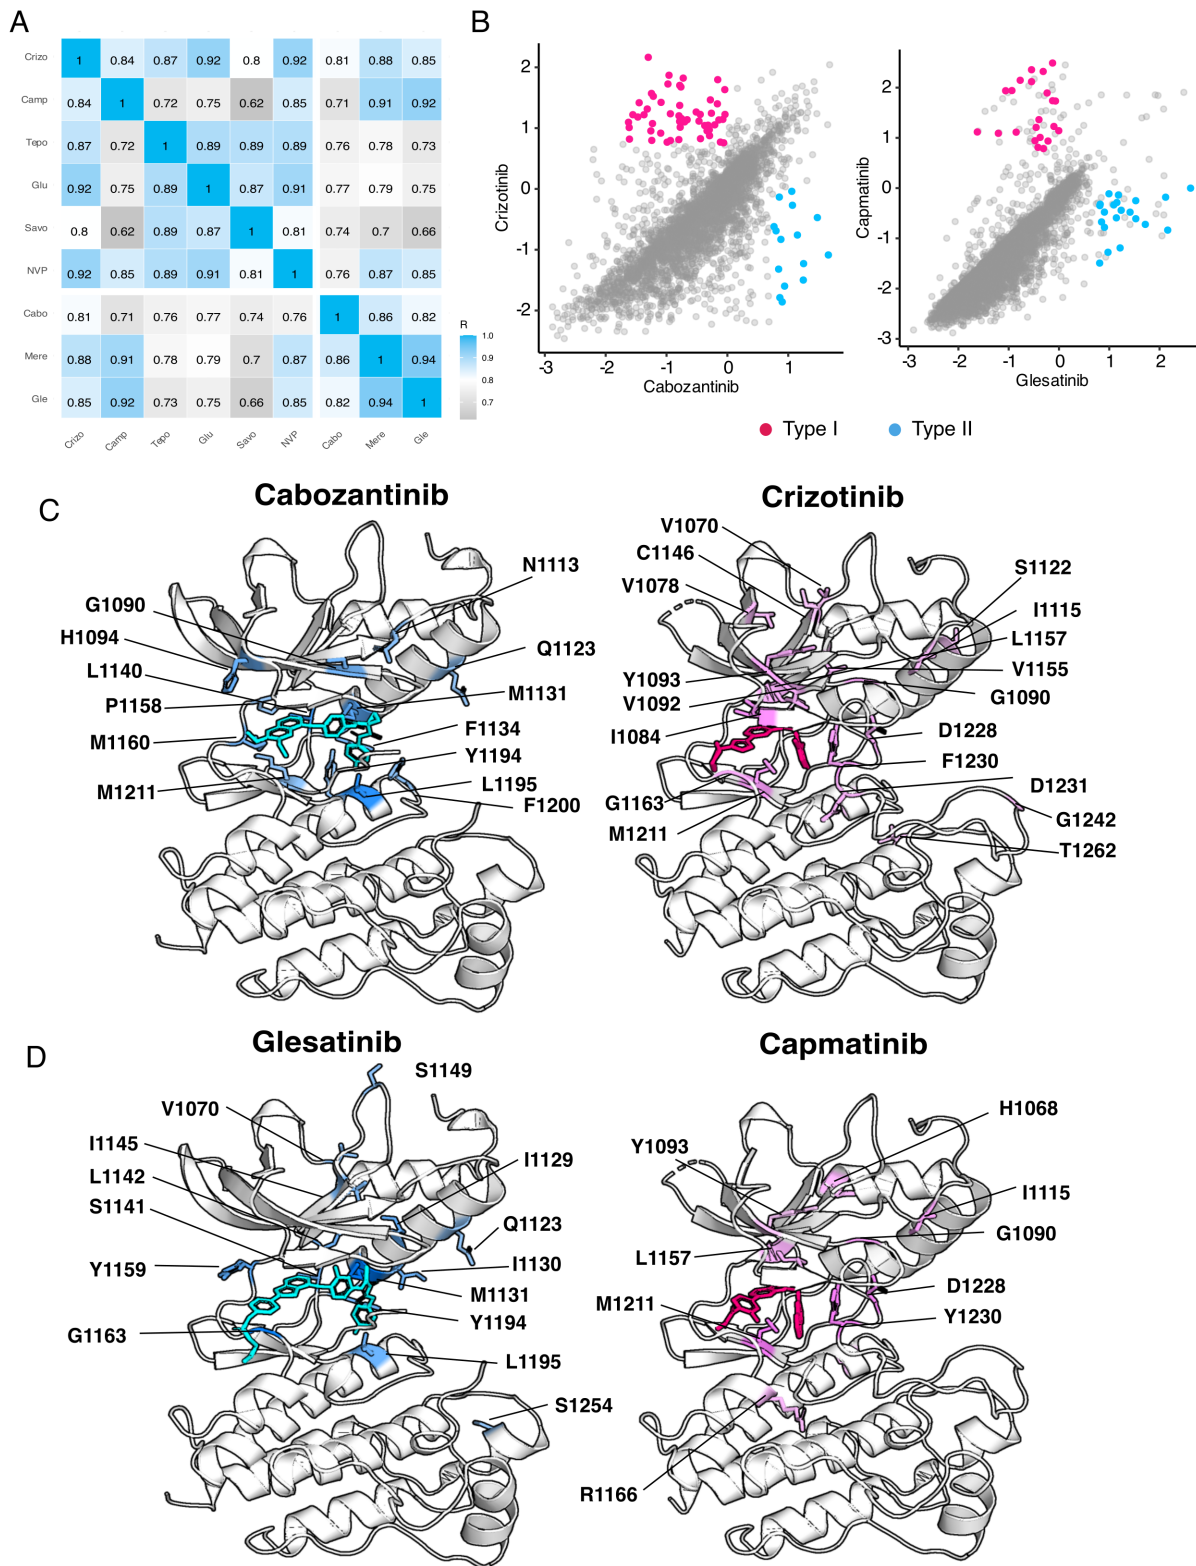 A
Crizo 1 0.84 0.87 0.92 0.8 0.92 0.81 0.88 0.85
Camp 0.84 1 0.72 0.75 0.62 0.85 0.71 0.91 0.92
Tepo 0.87 0.72 1 0.89 0.89 0.89 0.76 0.78 0.73
Glu 0.92 0.75 0.89 1 0.87 0.91 0.77 0.79 0.75
Savo 0.8 0.62 0.89 0.87 1 0.81 0.74 0.7 0.66
NVP 0.92 0.85 0.89 0.91 0.81 1 0.76 0.87 0.85
Cabo 0.81 0.71 0.76 0.77 0.74 0.76 1 0.86 0.82
Mere 0.88 0.91 0.78 0.79 0.7 0.87 0.86 1 0.94
Gle 0.85 0.92 0.73 0.75 0.66 0.85 0.82 0.94 1
Crizo Camp Tepo Glu Savo NVP Cabo Mere Gle
R
1.0
0.9
0.8
0.7
B
Crizotinib
2
1
0
-1
-2
-3 -2 -1 0 1
Cabozantinib
Capmatinib
2
1
0
-1
-2
-3
-3 -2 -1 0 1 2
Glesatinib
Type I
Type II
C
Cabozantinib
N1113
G1090
H1094
Q1123
L1140
M1131
P1158
F1134
M1160
Y1194
M1211
L1195
F1200
Crizotinib
V1070
C1146
V1078
S1122
I1115
L1157
Y1093
V1155
V1092
G1090
I1084
D1228
F1230
G1163
D1231
M1211
G1242
T1262
D
Glesatinib
S1149
V1070
I1145
L1142
I1129
S1141
Q1123
Y1159
I1130
M1131
Y1194
G1163
L1195
S1254
Capmatinib
H1068
Y1093
I1115
G1090
L1157
D1228
M1211
Y1230
R1166